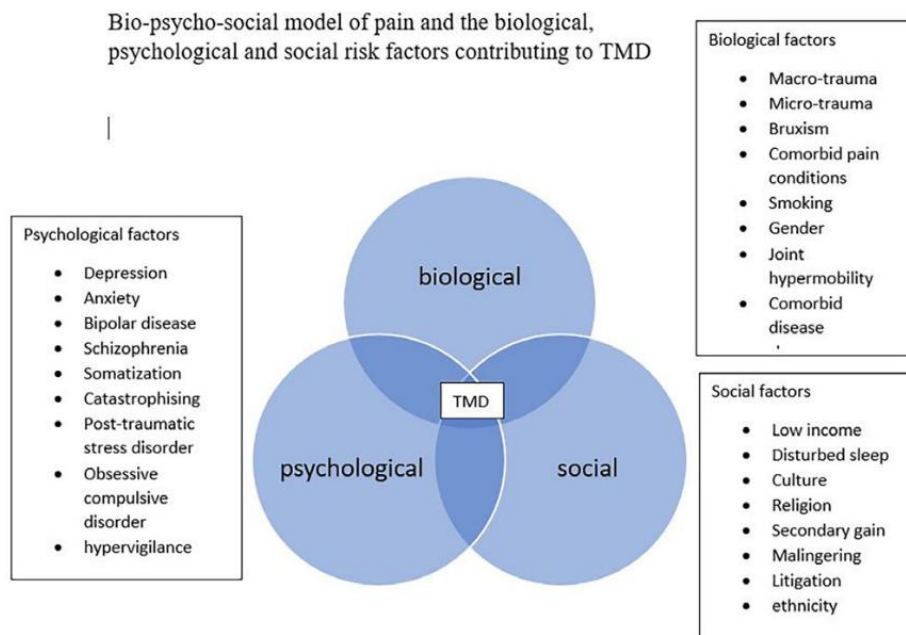 Bio-psycho-social model of pain and the biological,
psychological and social risk factors contributing to TMD
Biological factors
• Macro-trauma
• Micro-trauma
• Bruxism
• Comorbid pain
conditions
• Smoking
• Gender
• Joint
hypermobility
• Comorbid
disease
Psychological factors
• Depression
• Anxiety
• Bipolar disease
• Schizophrenia
• Somatization
• Catastrophising
• Post-traumatic
stress disorder
• Obsessive
compulsive
disorder
• hypervigilance
biological
TMD
psychological
social
Social factors
• Low income
• Disturbed sleep
• Culture
• Religion
• Secondary gain
• Malingering
• Litigation
• ethnicity